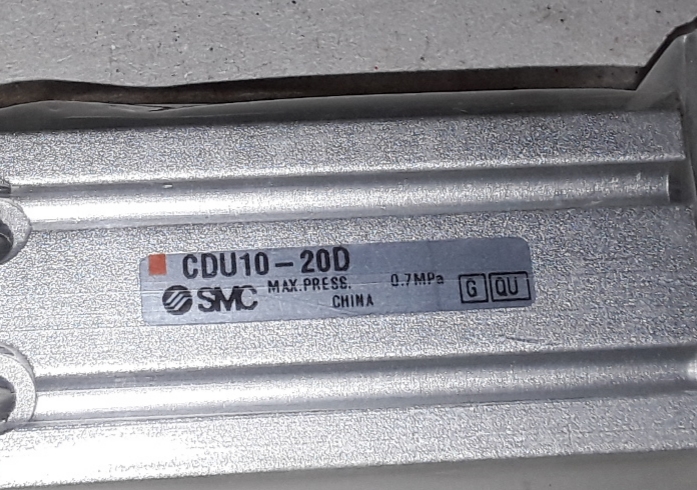 CDU10-20D
SMC MAX.PRESS. 0.7MPa G QU
CHINA